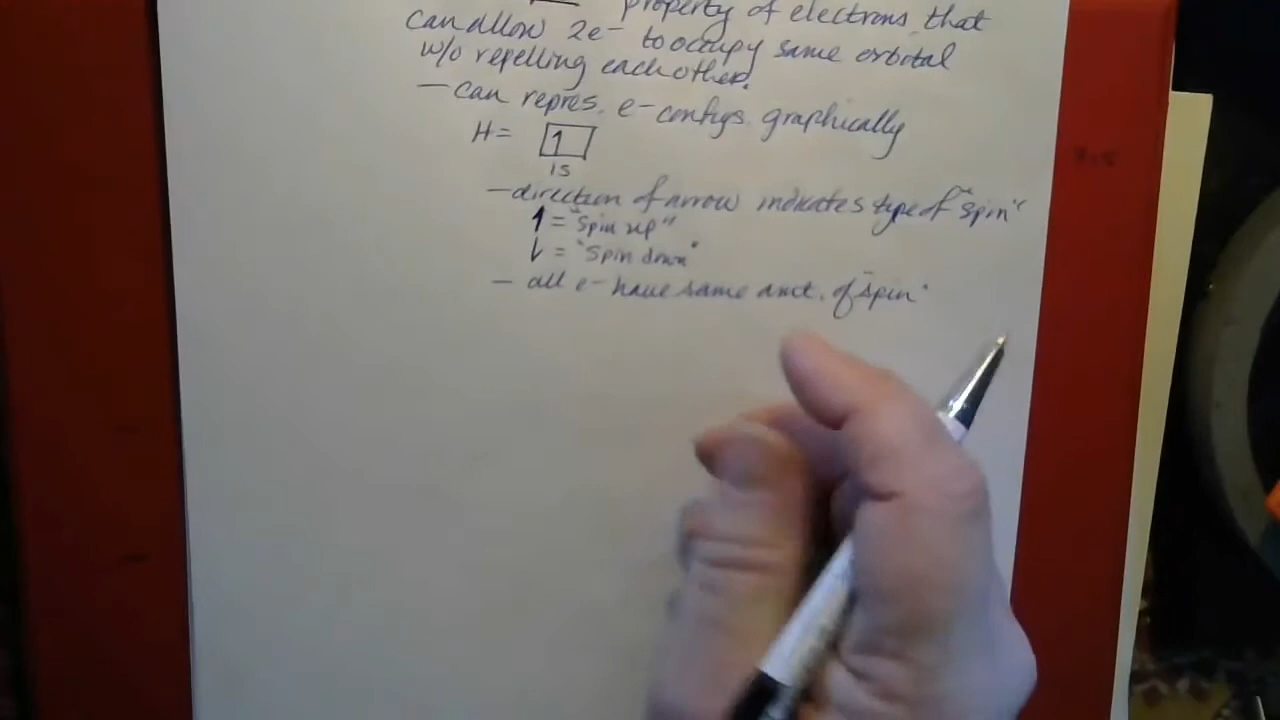 property of electrons that
can allow 2e- to occupy same orbital
w/o repelling each other.
- can repres. e- configs. graphically
H= 1
1s
- direction of arrow indicates type of "spin"
↿ = "Spin up"
⇂ = "Spin down"
- all e- have same amt. of "spin"